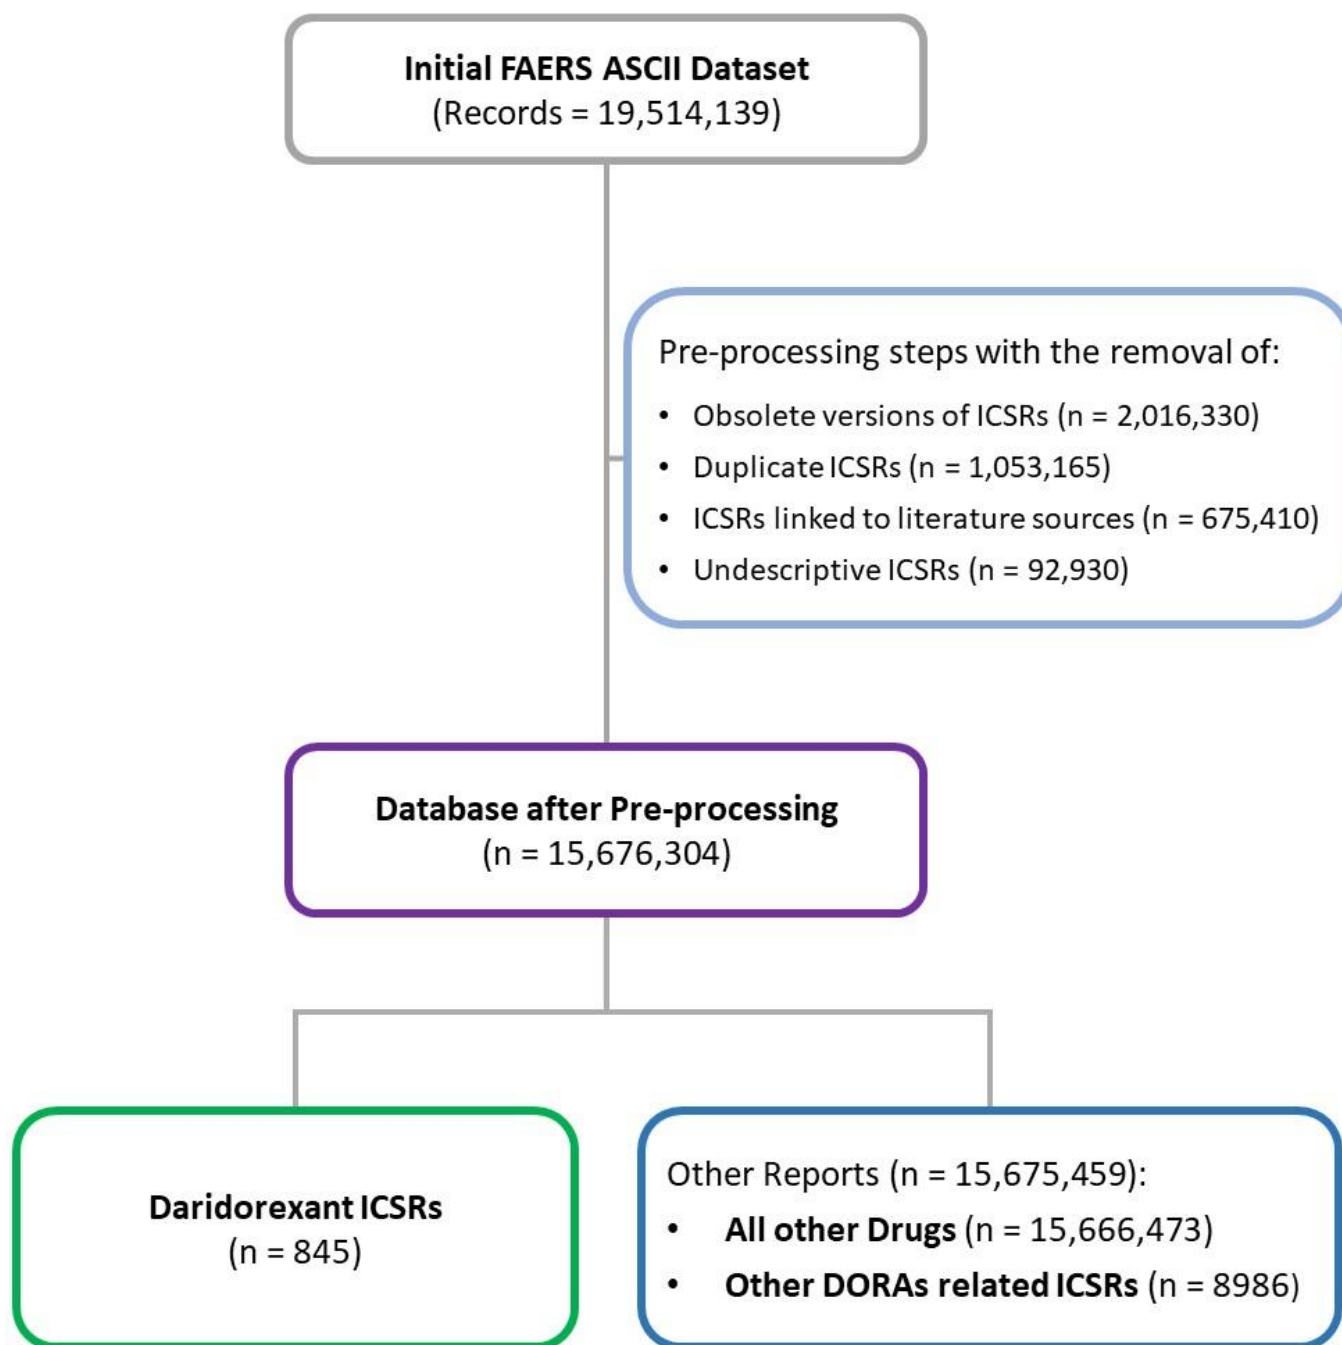 Initial FAERS ASCII Dataset
(Records = 19,514,139)
Pre-processing steps with the removal of:
• Obsolete versions of ICSRs (n = 2,016,330)
• Duplicate ICSRs (n = 1,053,165)
• ICSRs linked to literature sources (n = 675,410)
• Undescriptive ICSRs (n = 92,930)
Database after Pre-processing
(n = 15,676,304)
Daridorexant ICSRs
(n = 845)
Other Reports (n = 15,675,459):
• All other Drugs (n = 15,666,473)
• Other DORAs related ICSRs (n = 8986)